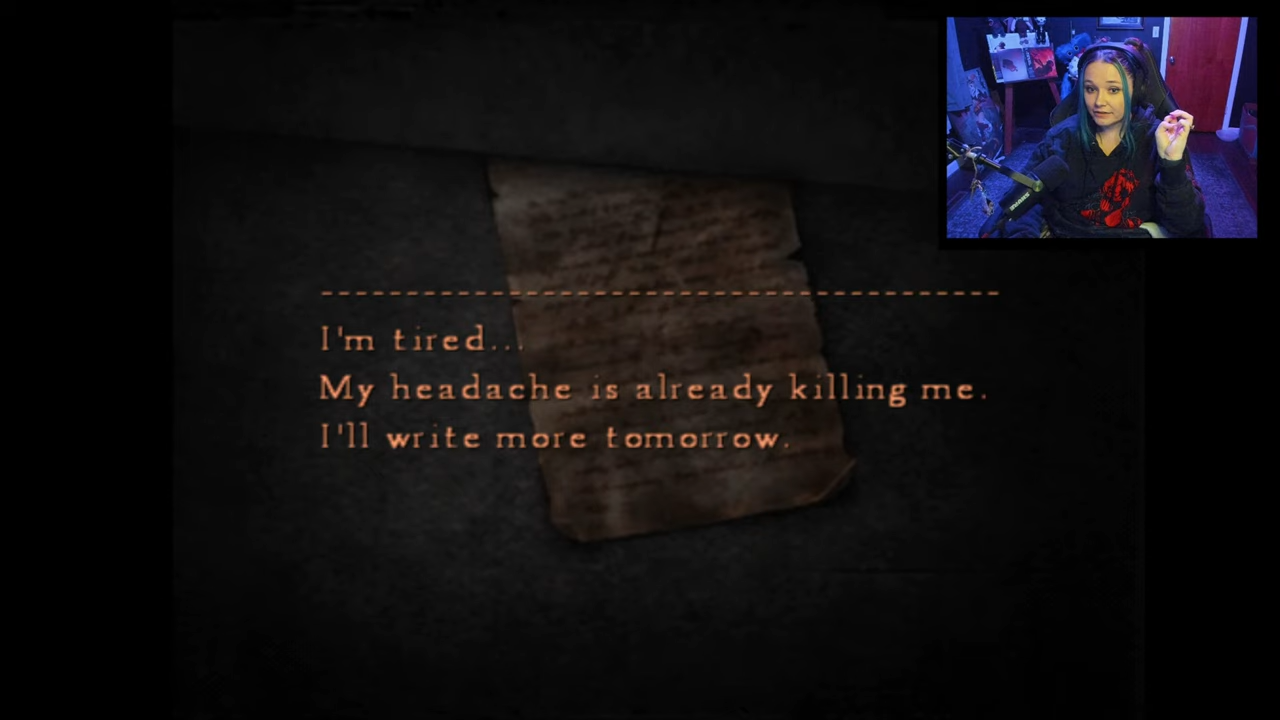 I'm tired...
My headache is already killing me.
I'll write more tomorrow.